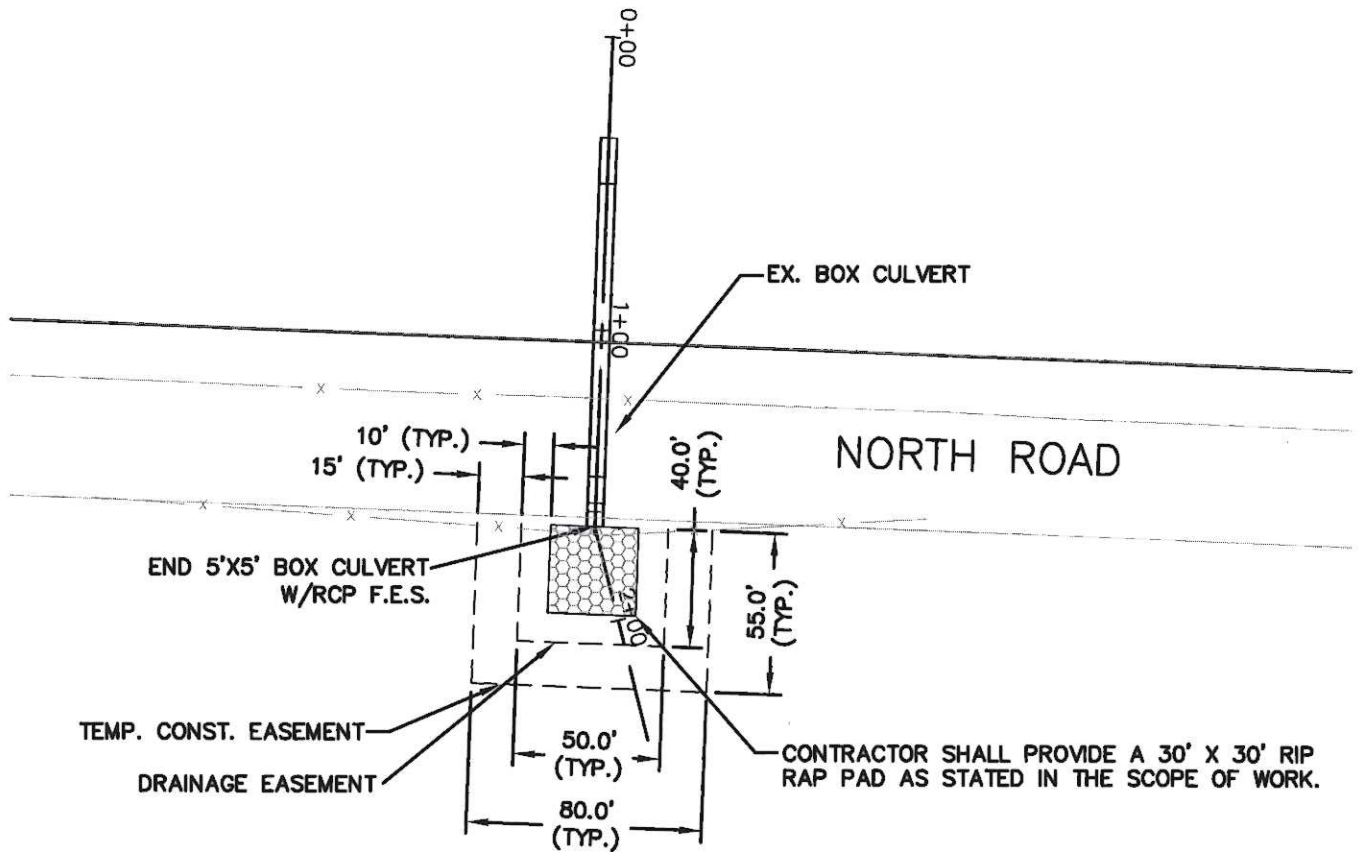 0+00
EX. BOX CULVERT
1+00
NORTH ROAD
10' (TYP.)
15' (TYP.)
40.0'
(TYP.)
END 5'X5' BOX CULVERT
W/RCP F.E.S.
55.0'
(TYP.)
2+00
TEMP. CONST. EASEMENT
DRAINAGE EASEMENT
50.0'
(TYP.)
80.0'
(TYP.)
CONTRACTOR SHALL PROVIDE A 30' X 30' RIP
RAP PAD AS STATED IN THE SCOPE OF WORK.
X
X
X
X
X
X
X